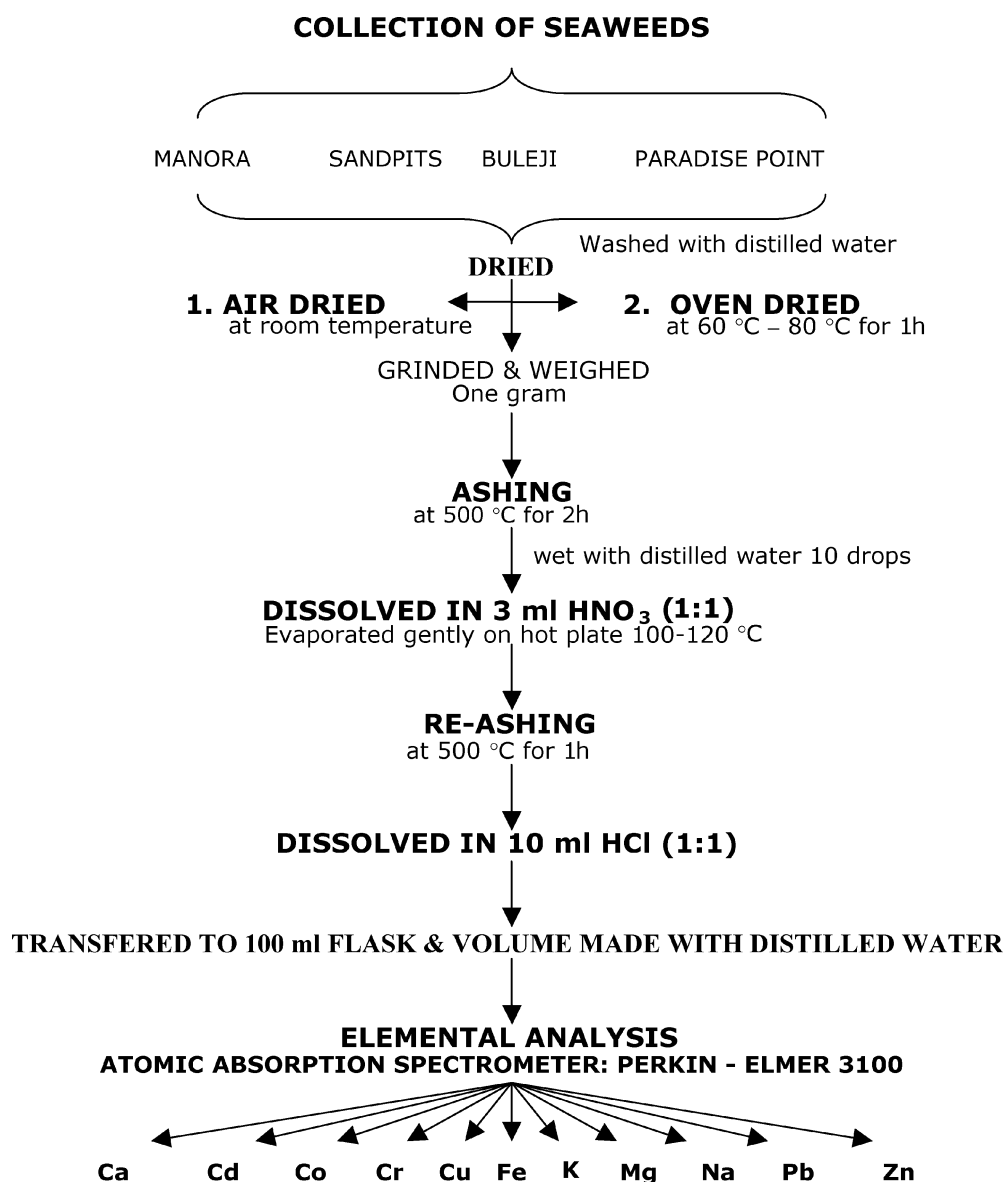 COLLECTION OF SEAWEEDS
MANORA SANDPITS BULEJI PARADISE POINT
Washed with distilled water
DRIED
1. AIR DRIED 2. OVEN DRIED
at room temperature at 60 °C – 80 °C for 1h
GRINDED & WEIGHED
One gram
ASHING
at 500 °C for 2h
wet with distilled water 10 drops
DISSOLVED IN 3 ml HNO₃ (1:1)
Evaporated gently on hot plate 100-120 °C
RE-ASHING
at 500 °C for 1h
DISSOLVED IN 10 ml HCl (1:1)
TRANSFERED TO 100 ml FLASK & VOLUME MADE WITH DISTILLED WATER
ELEMENTAL ANALYSIS
ATOMIC ABSORPTION SPECTROMETER: PERKIN - ELMER 3100
Ca Cd Co Cr Cu Fe K Mg Na Pb Zn